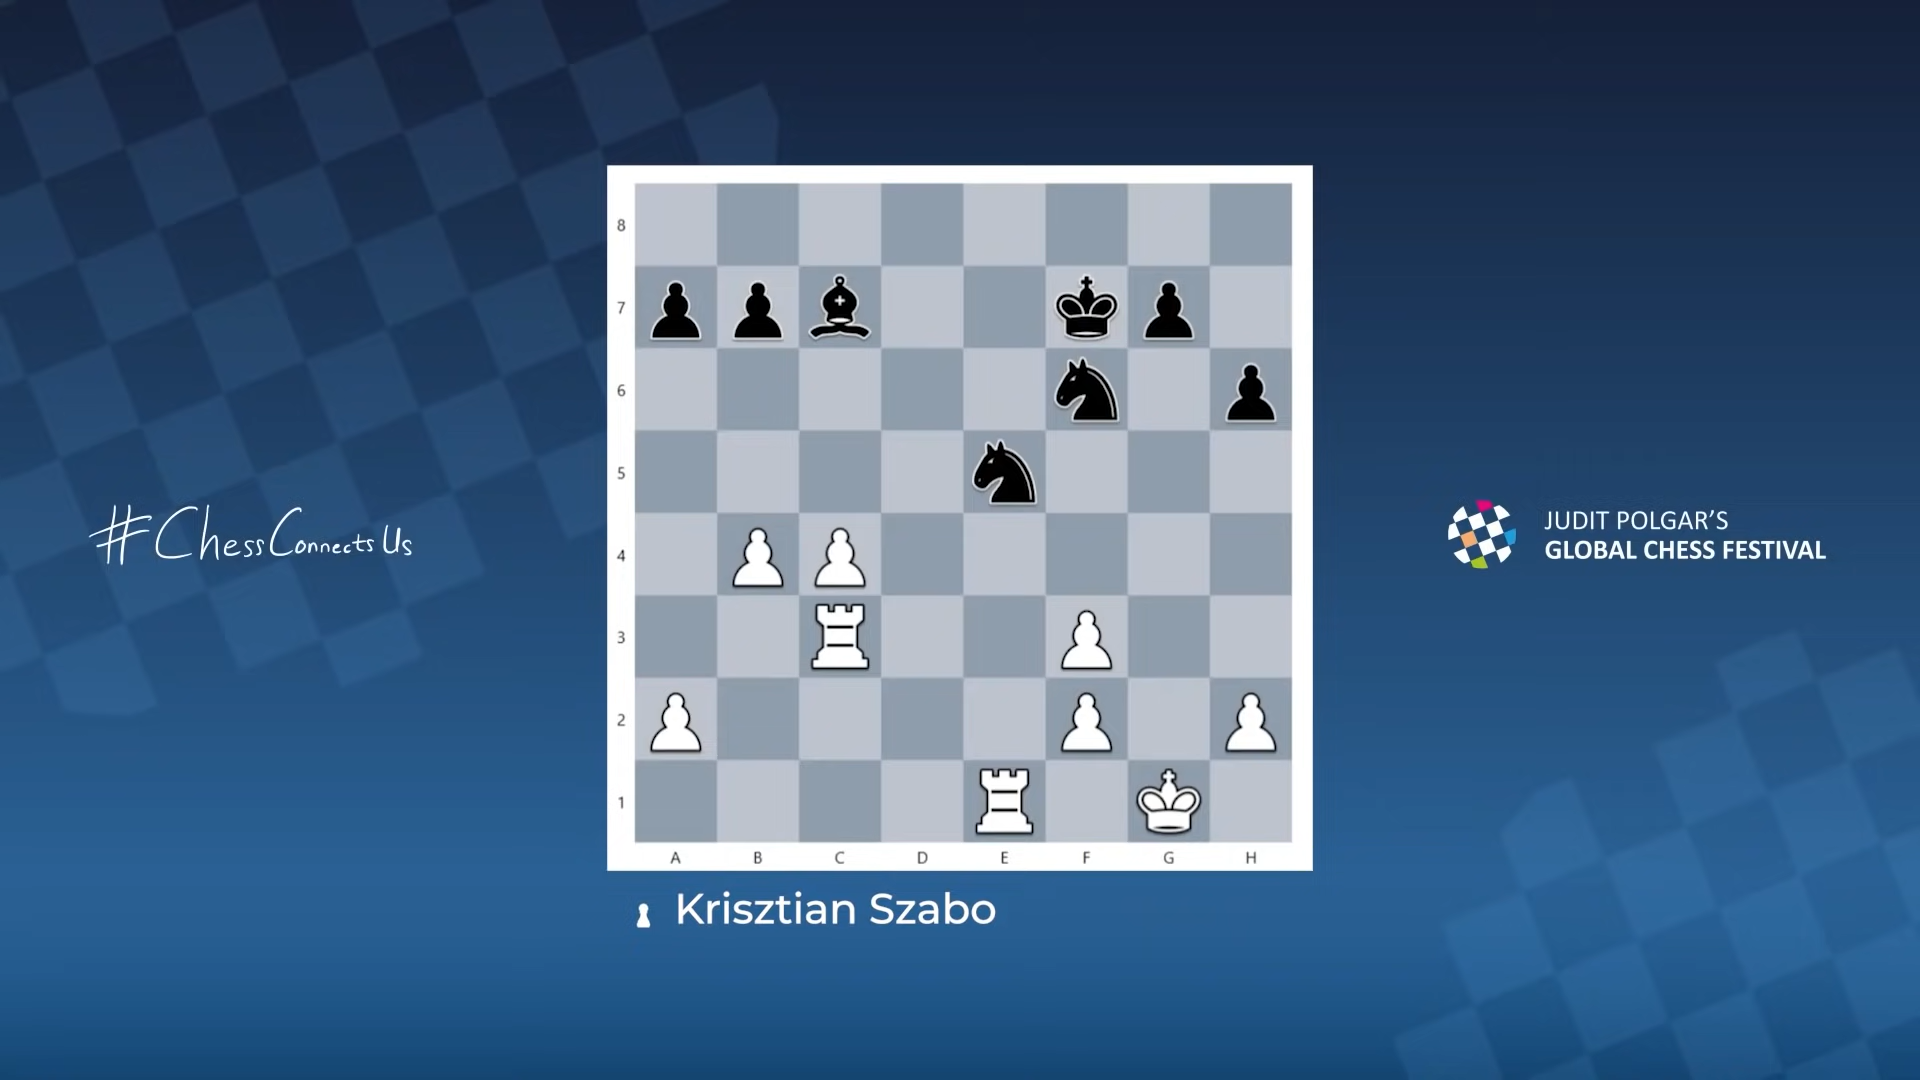 8
7
6
5
4
3
2
1
A B C D E F G H
#ChessConnectsUs
JUDIT POLGAR'S
GLOBAL CHESS FESTIVAL
Krisztian Szabo